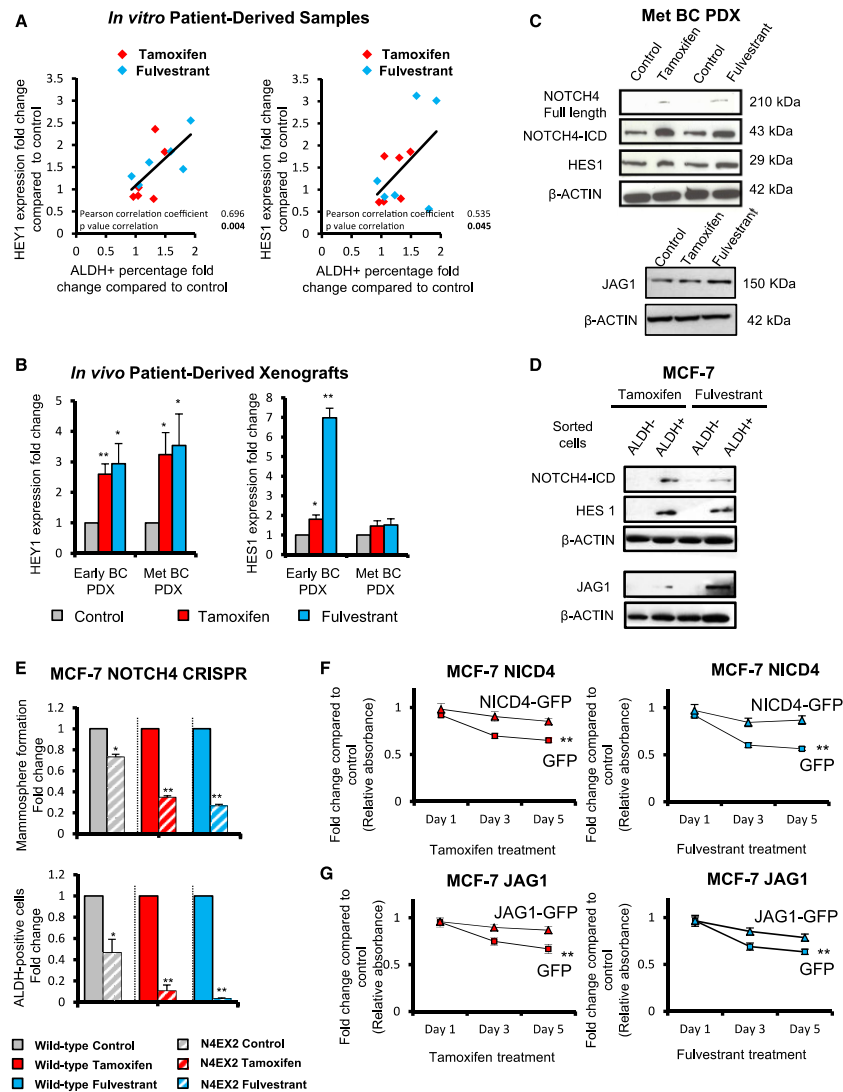 A
In vitro Patient-Derived Samples
Tamoxifen
Fulvestrant
HEY1 expression fold change
compared to control
3.5
3
2.5
2
1.5
1
0.5
0
Pearson correlation coefficient 0.696
p value correlation 0.004
0 0.5 1 1.5 2
ALDH+ percentage fold
change compared to control
Tamoxifen
Fulvestrant
HES1 expression fold change
compared to control
3.5
3
2.5
2
1.5
1
0.5
0
Pearson correlation coefficient 0.535
p value correlation 0.045
0 0.5 1 1.5 2
ALDH+ percentage fold
change compared to control
B
In vivo Patient-Derived Xenografts
HEY1 expression fold change
5
4
3
2
1
0
** * * *
Early BC
PDX
Met BC
PDX
HES1 expression fold change
8
7
6
5
4
3
2
1
0
* **
Early BC
PDX
Met BC
PDX
Control Tamoxifen Fulvestrant
C
Met BC PDX
Control Tamoxifen Control Fulvestrant
NOTCH4
Full length
210 kDa
NOTCH4-ICD 43 kDa
HES1 29 kDa
β-ACTIN 42 kDa
Control Tamoxifen Fulvestrant
JAG1 150 KDa
β-ACTIN 42 kDa
D
MCF-7
Tamoxifen Fulvestrant
Sorted
cells
ALDH- ALDH+ ALDH- ALDH+
NOTCH4-ICD
HES 1
β-ACTIN
JAG1
β-ACTIN
E
MCF-7 NOTCH4 CRISPR
Mammosphere formation
Fold change
1
0.8
0.6
0.4
0.2
0
* ** **
ALDH-positive cells
Fold change
1
0.8
0.6
0.4
0.2
0
* ** **
Wild-type Control N4EX2 Control
Wild-type Tamoxifen N4EX2 Tamoxifen
Wild-type Fulvestrant N4EX2 Fulvestrant
F
MCF-7 NICD4
Fold change compared to
control
(Relative absorbance)
1
0.5
0
NICD4-GFP
**
GFP
Day 1 Day 3 Day 5
Tamoxifen treatment
MCF-7 NICD4
Fold change compared to
control
(Relative absorbance)
1
0.5
0
NICD4-GFP
**
GFP
Day 1 Day 3 Day 5
Fulvestrant treatment
G
MCF-7 JAG1
Fold change compared to
control
(Relative absorbance)
1
0.5
0
JAG1-GFP
**
GFP
Day 1 Day 3 Day 5
Tamoxifen treatment
MCF-7 JAG1
Fold change compared to
control
(Relative absorbance)
1
0.5
0
JAG1-GFP
**
GFP
Day 1 Day 3 Day 5
Fulvestrant treatment